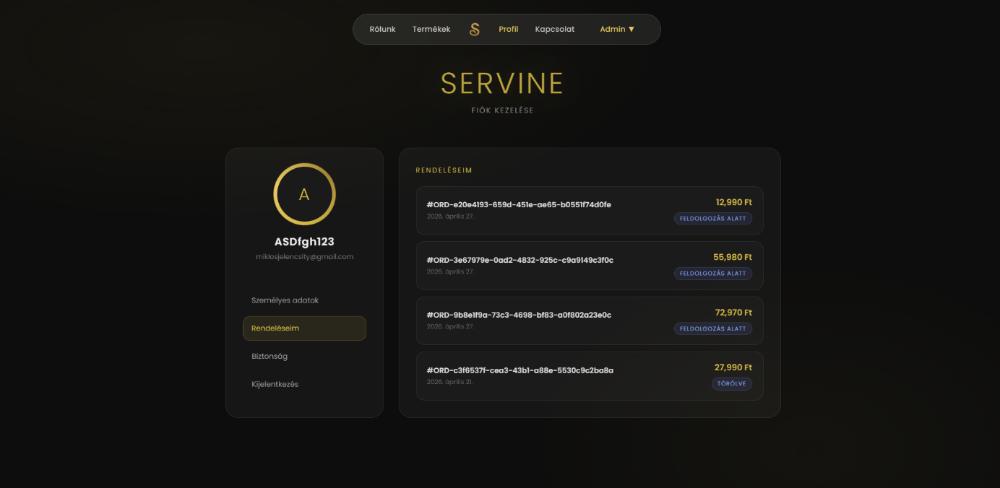 Rólunk Termékek S Profil Kapcsolat Admin ▼
SERVINE
FIÓK KEZELÉSE
A
ASDfgh123
miklosjelencsity@gmail.com
Személyes adatok
Rendeléseim
Biztonság
Kijelentkezés
RENDELÉSEIM
#ORD-e20e4193-659d-451e-ae65-b0551f74d0fe
12,990 Ft
2026. április 27.
FELDOLGOZÁS ALATT
#ORD-3e67979e-0ad2-4832-925c-c9a9149c3f0c
55,980 Ft
2026. április 27.
FELDOLGOZÁS ALATT
#ORD-9b8e1f9a-73c3-4698-bf83-a0f802a23e0c
72,970 Ft
2026. április 27.
FELDOLGOZÁS ALATT
#ORD-c3f6537f-cea3-43b1-a88e-5530c9c2ba8a
27,990 Ft
2026. április 21.
TÖRÖLVE